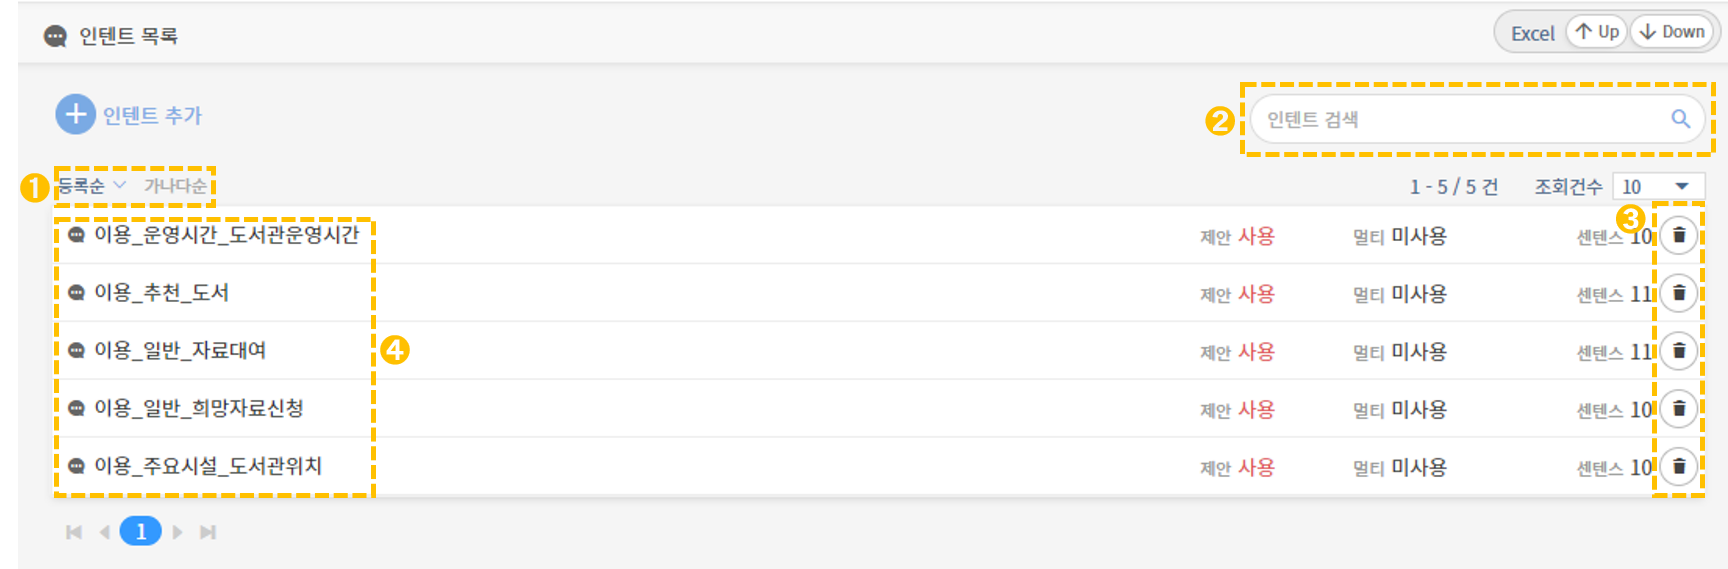 인텐트 목록
Excel Up Down
인텐트 추가
2 인텐트 검색
1 등록순 가나다순
1 - 5 / 5 건 조회건수 10
3
이용_운영시간_도서관운영시간 제안 사용 멀티 미사용 센텐스 10
이용_추천_도서 제안 사용 멀티 미사용 센텐스 11
이용_일반_자료대여 제안 사용 멀티 미사용 센텐스 11
4
이용_일반_희망자료신청 제안 사용 멀티 미사용 센텐스 10
이용_주요시설_도서관위치 제안 사용 멀티 미사용 센텐스 10
1